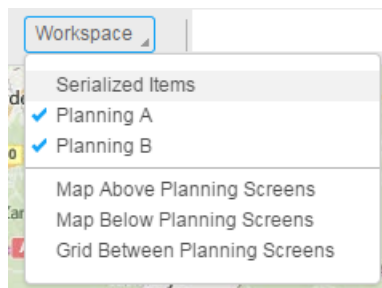 Workspace
Serialized Items
Planning A
Planning B
Map Above Planning Screens
Map Below Planning Screens
Grid Between Planning Screens